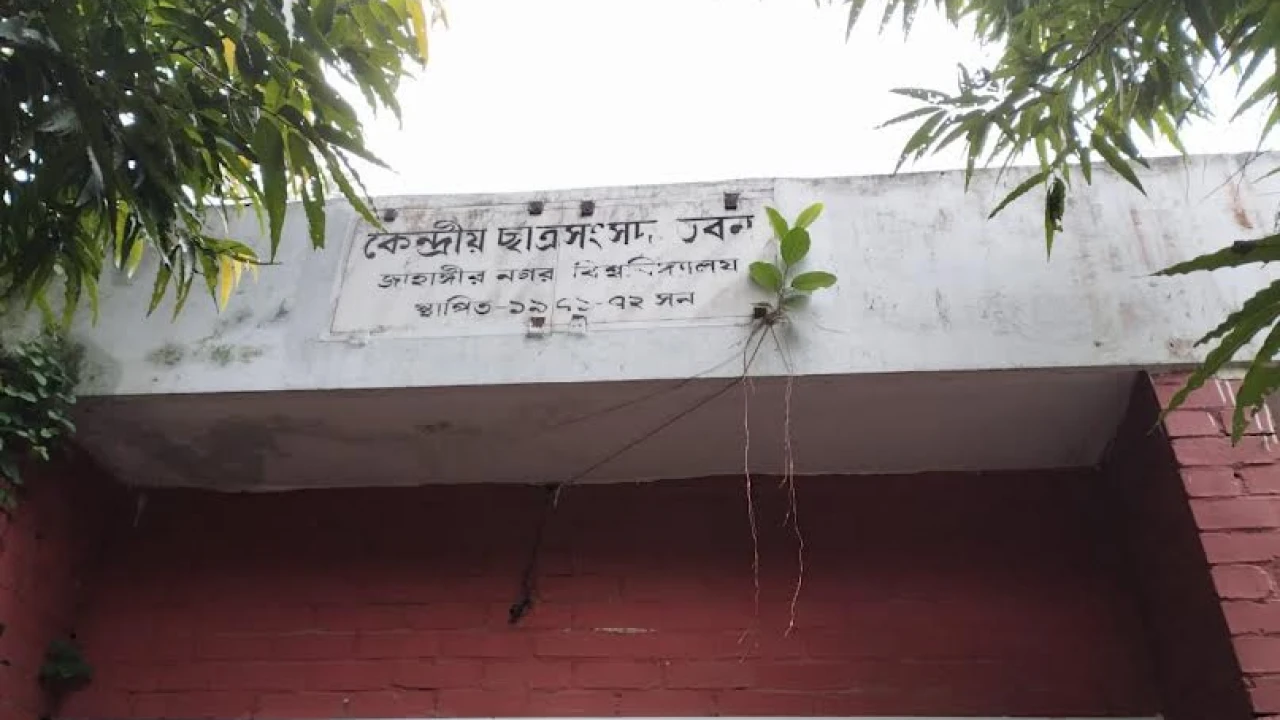 কেন্দ্রীয় ছাত্রসংসদ ভবন
জাহাঙ্গীর নগর বিশ্ববিদ্যালয়
স্থাপিত-১৯৭১-৭২ সন